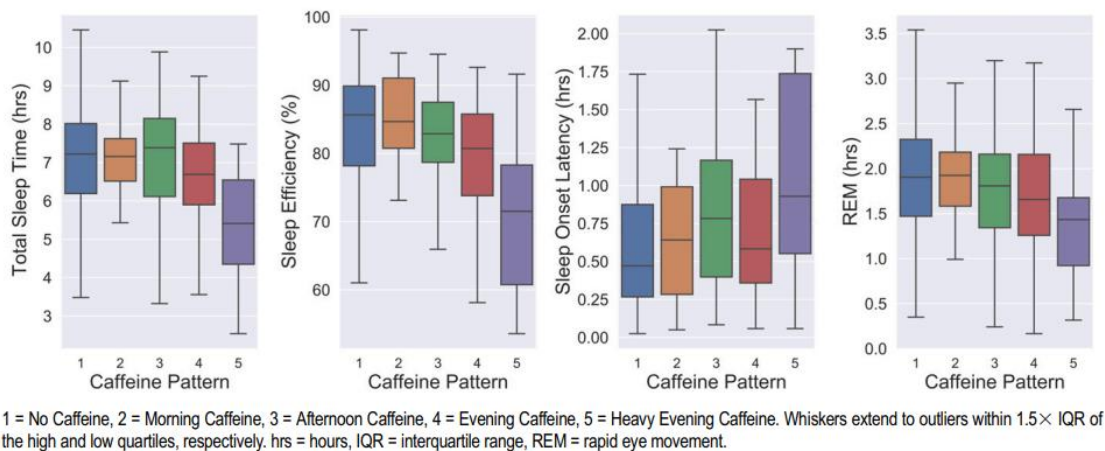 100
90
80
70
60
10
9
8
7
6
5
4
3
2.00
1.75
1.50
1.25
1.00
0.75
0.50
0.25
0.00
3.5
3.0
2.5
2.0
1.5
1.0
0.5
0.0
Total Sleep Time (hrs)
Sleep Efficiency (%)
Sleep Onset Latency (hrs)
REM (hrs)
1 2 3 4 5
1 2 3 4 5
1 2 3 4 5
1 2 3 4 5
Caffeine Pattern
Caffeine Pattern
Caffeine Pattern
Caffeine Pattern
1 = No Caffeine, 2 = Morning Caffeine, 3 = Afternoon Caffeine, 4 = Evening Caffeine, 5 = Heavy Evening Caffeine. Whiskers extend to outliers within 1.5× IQR of
the high and low quartiles, respectively. hrs = hours, IQR = interquartile range, REM = rapid eye movement.